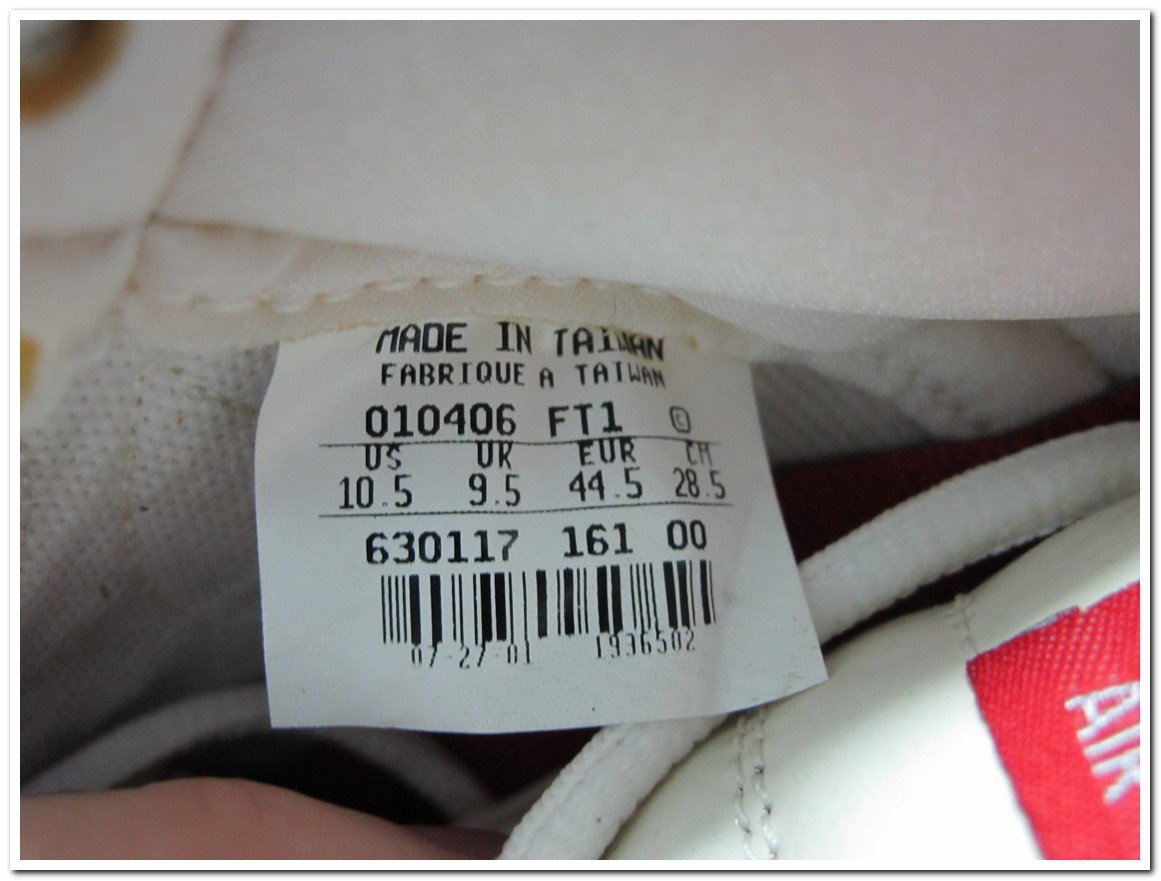 MADE IN TAIWAN
FABRIQUE A TAIWAN
010406 FT1 ©
US UK EUR CM
10.5 9.5 44.5 28.5
630117 161 00
07-27-01 1936502
AIR